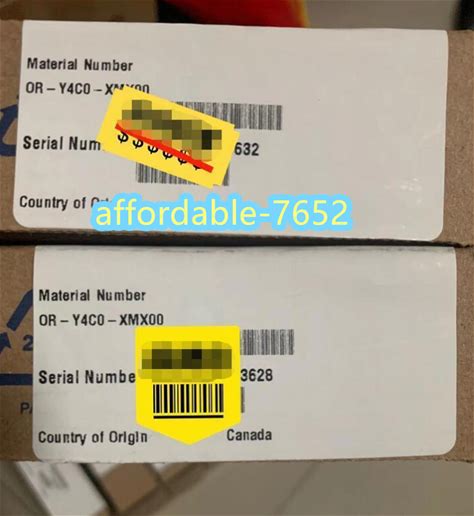 Material Number
OR-Y4C0-XMX00
Serial Num 632
$$$$$$
Country of
affordable-7652
Material Number
OR-Y4C0-XMX00
Serial Numbe 3628
Country of Origin Canada